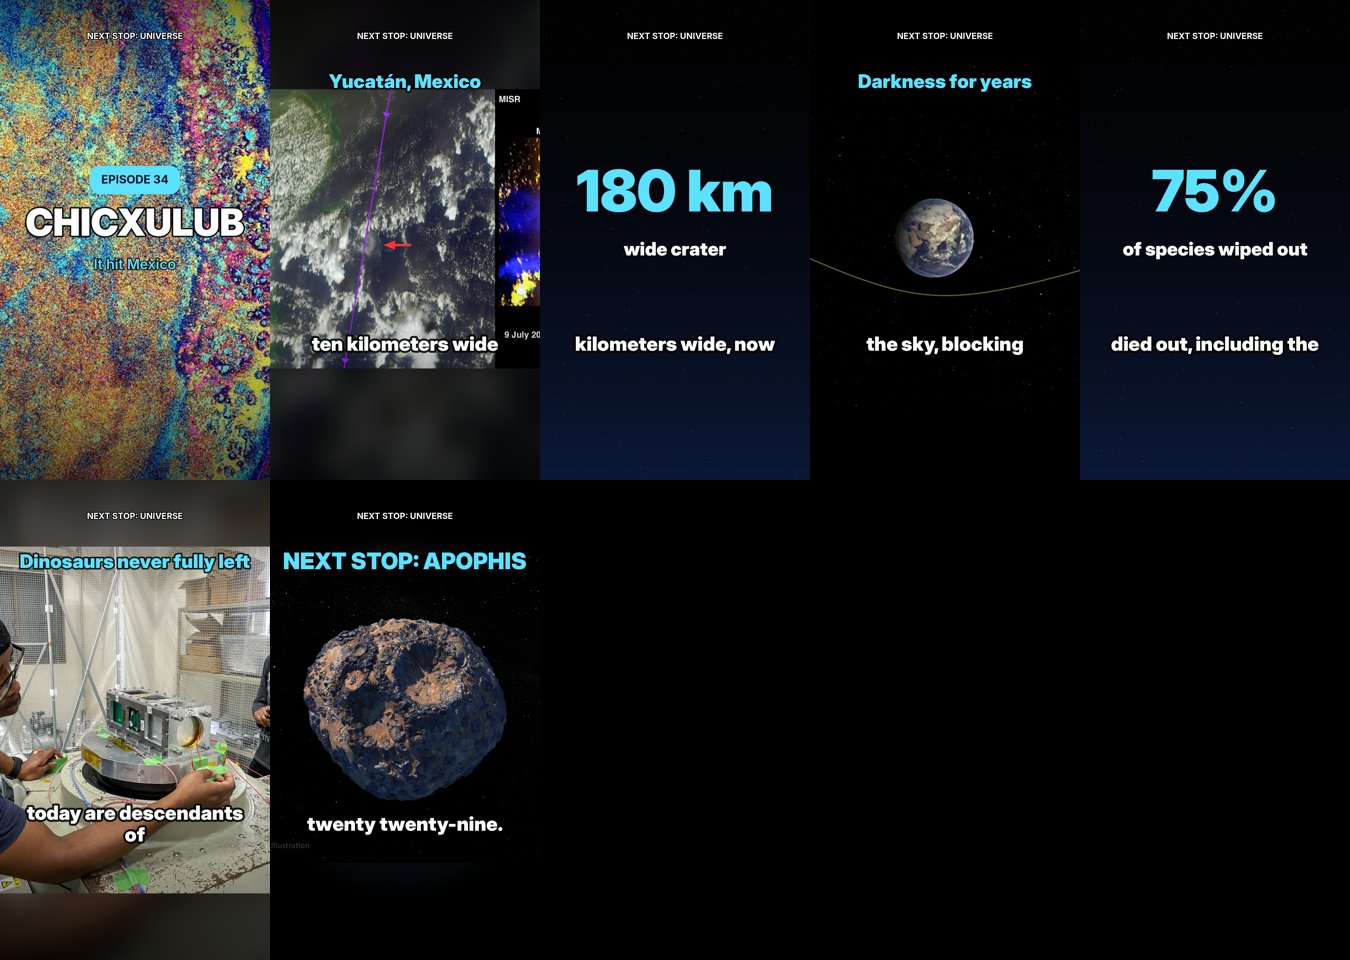 NEXT STOP: UNIVERSE
EPISODE 34
CHICXULUB
It hit Mexico
NEXT STOP: UNIVERSE
Yucatán, Mexico
MISR
M
ten kilometers wide
9 July 20
NEXT STOP: UNIVERSE
180 km
wide crater
kilometers wide, now
NEXT STOP: UNIVERSE
Darkness for years
the sky, blocking
NEXT STOP: UNIVERSE
75%
of species wiped out
died out, including the
NEXT STOP: UNIVERSE
Dinosaurs never fully left
today are descendants
of
NEXT STOP: UNIVERSE
NEXT STOP: APOPHIS
twenty twenty-nine.
Illustration